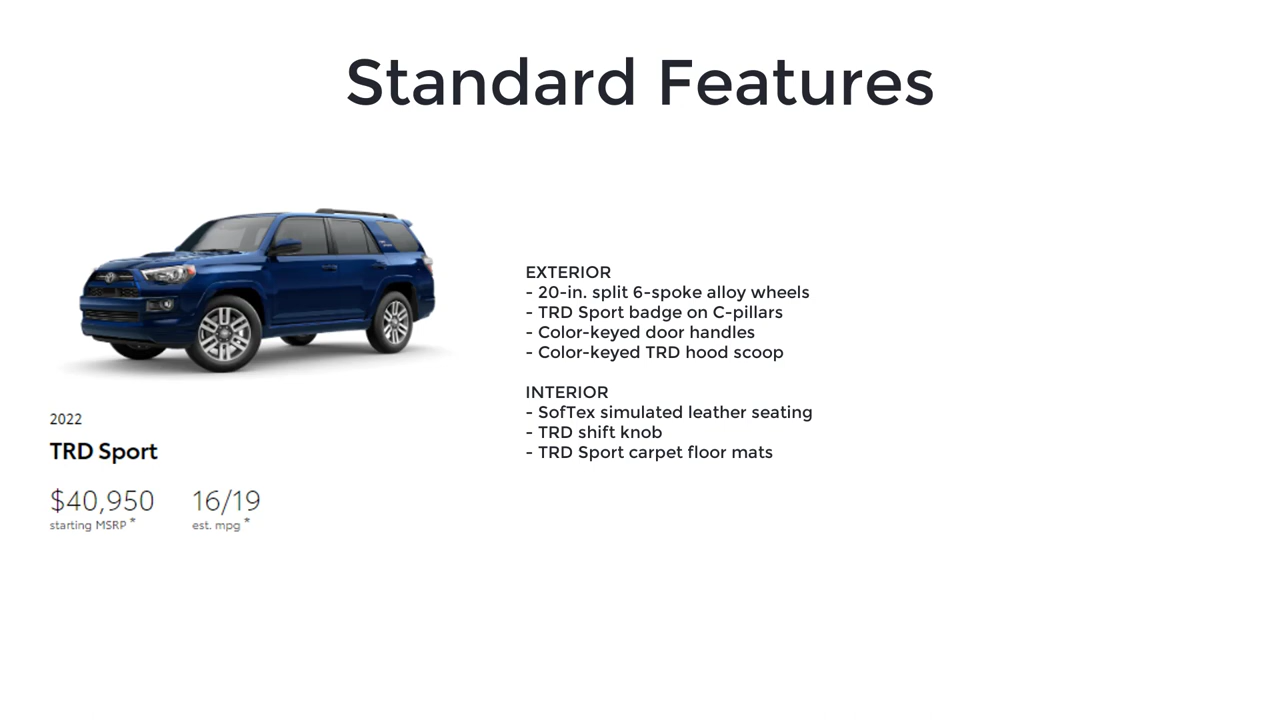 Standard Features
2022
TRD Sport
$40,950
starting MSRP *
16/19
est. mpg *
EXTERIOR
- 20-in. split 6-spoke alloy wheels
- TRD Sport badge on C-pillars
- Color-keyed door handles
- Color-keyed TRD hood scoop
INTERIOR
- SofTex simulated leather seating
- TRD shift knob
- TRD Sport carpet floor mats